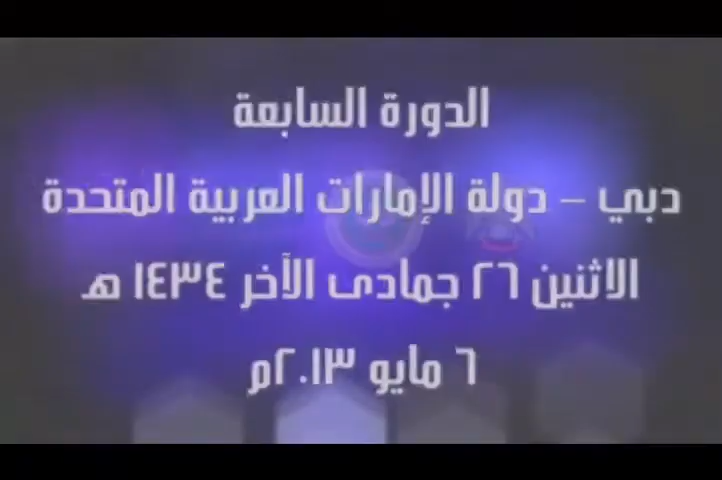 الدورة السابعة
دبي – دولة الإمارات العربية المتحدة
الاثنين ٢٦ جمادى الآخر ١٤٣٤ هـ
٦ مايو ٢٠١٣م